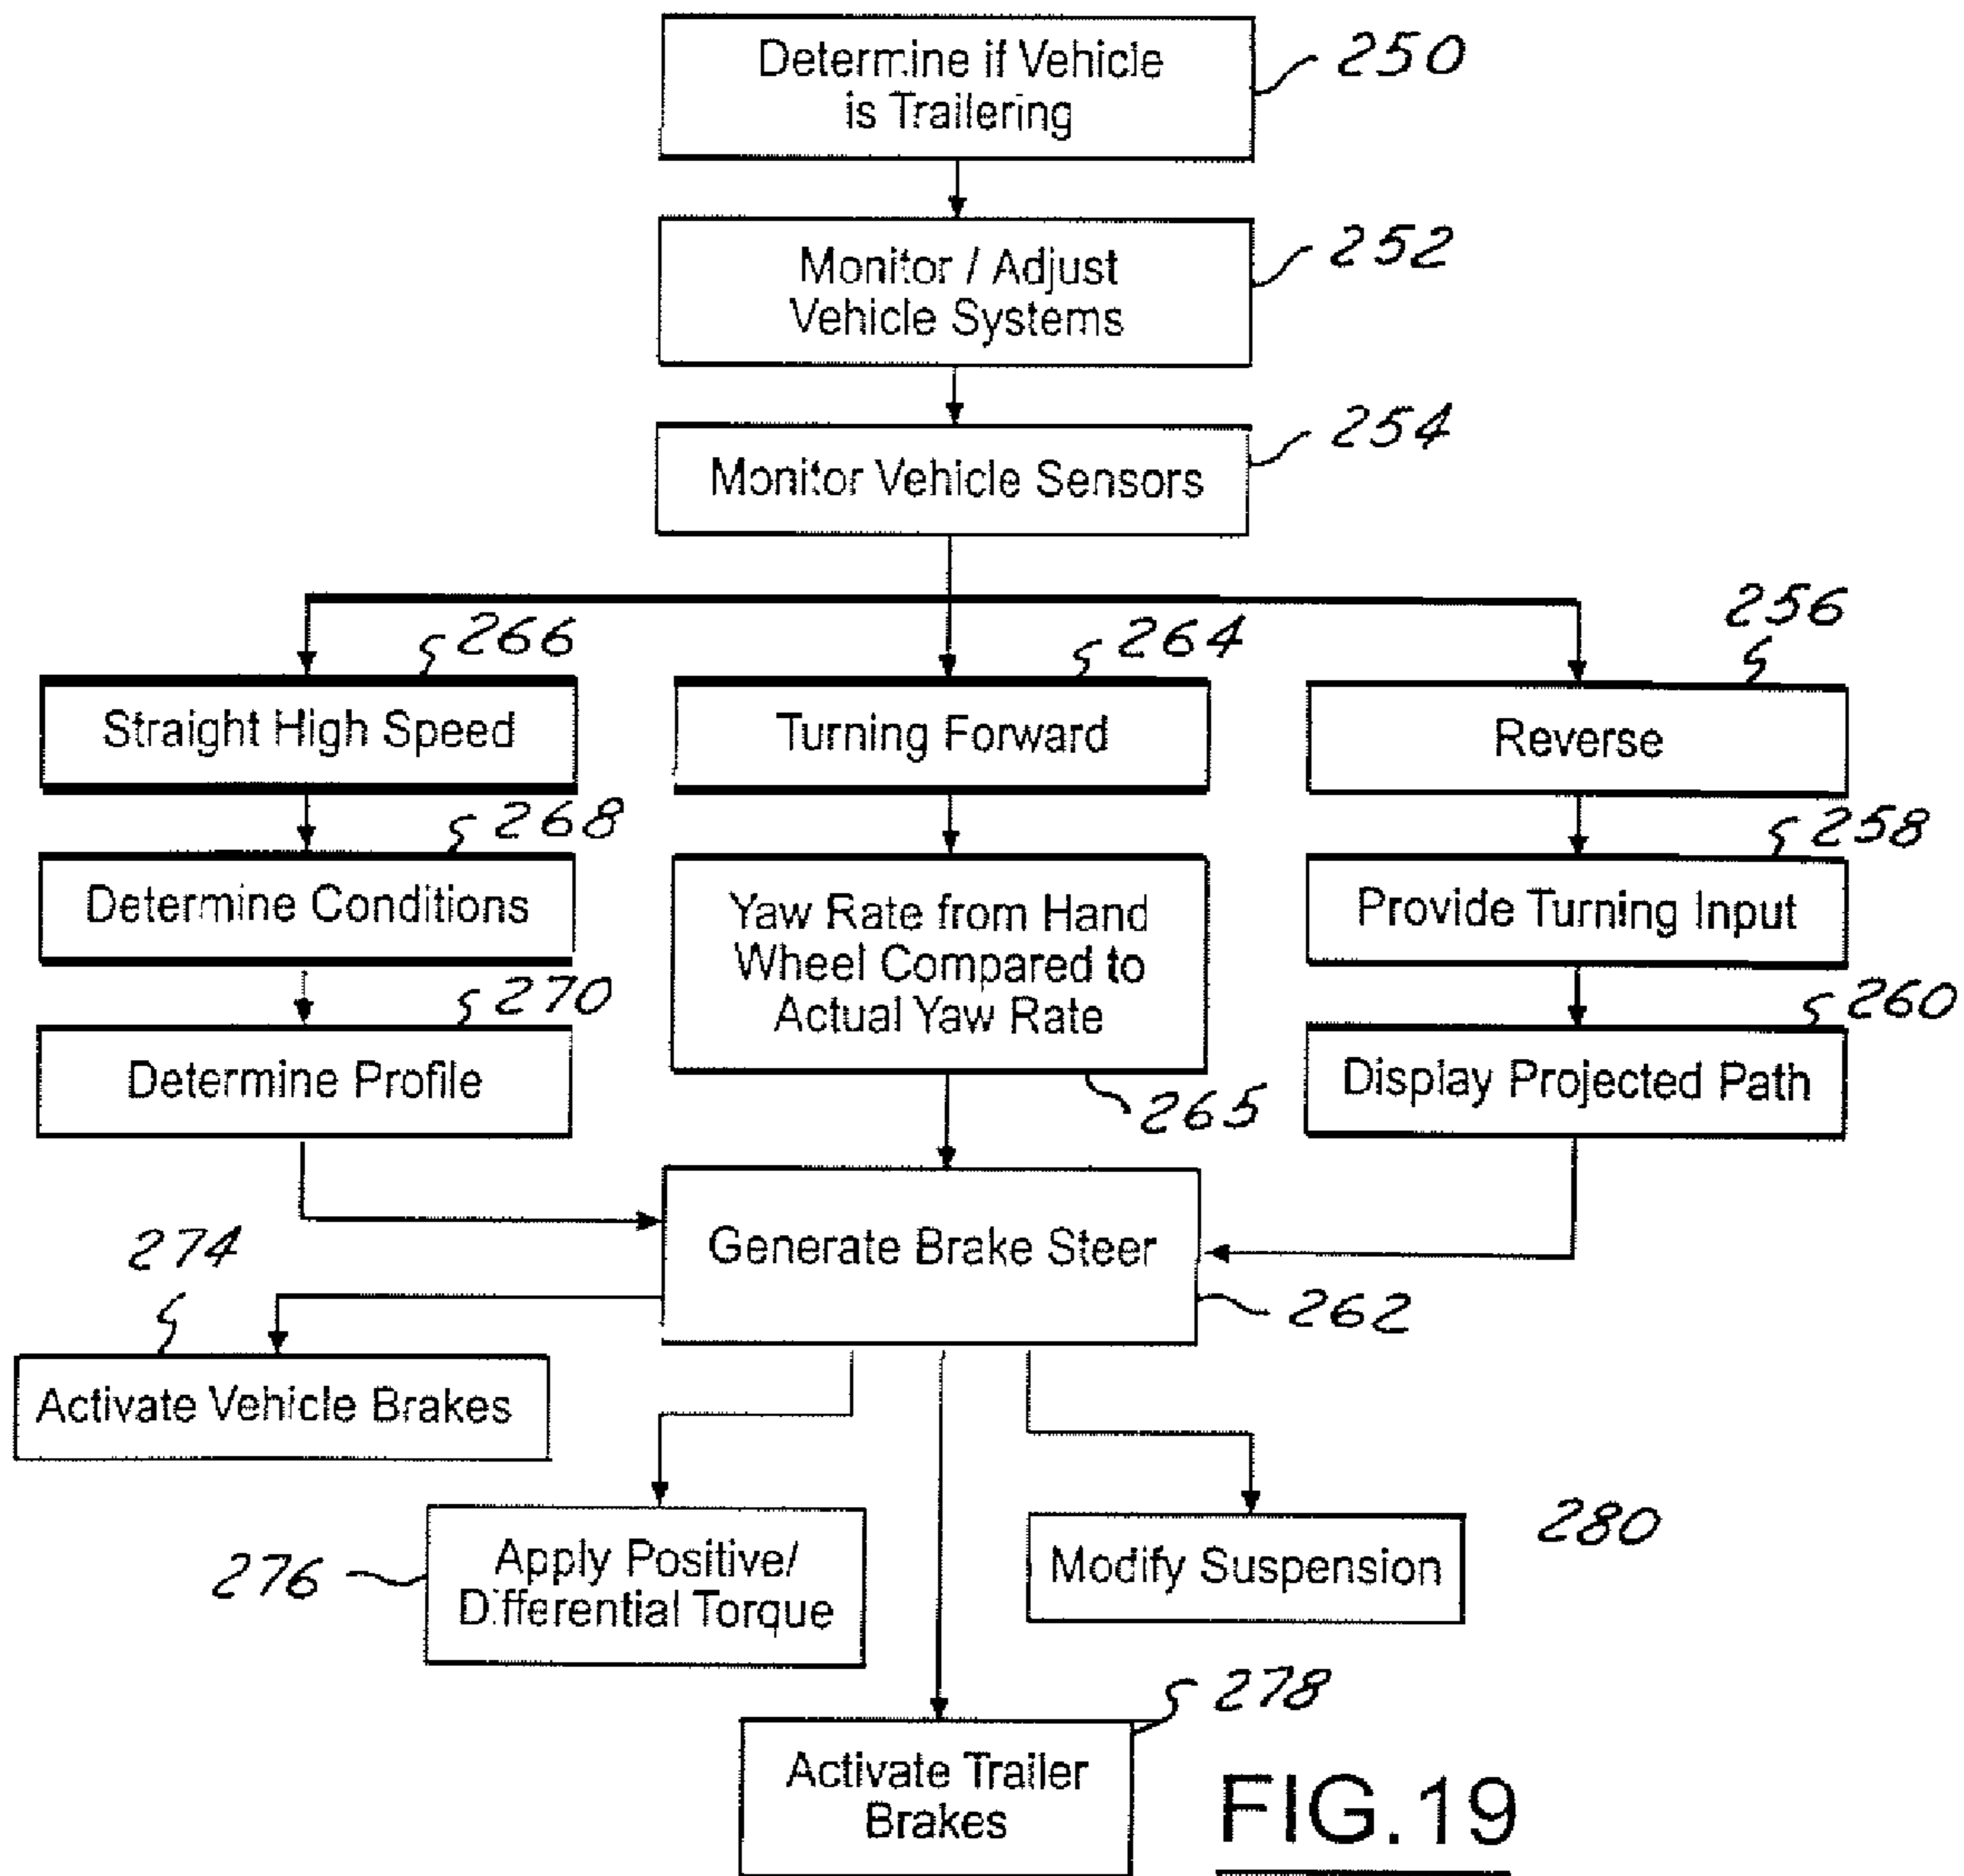 Determine if Vehicle
is Trailering
250
Monitor / Adjust
Vehicle Systems
252
Monitor Vehicle Sensors
254
266
264
256
Straight High Speed
Turning Forward
Reverse
268
258
Determine Conditions
Yaw Rate from Hand
Wheel Compared to
Actual Yaw Rate
Provide Turning Input
270
260
Determine Profile
265
Display Projected Path
274
Generate Brake Steer
262
Activate Vehicle Brakes
276
Apply Positive/
Differential Torque
Modify Suspension
280
278
Activate Trailer
Brakes
FIG.19